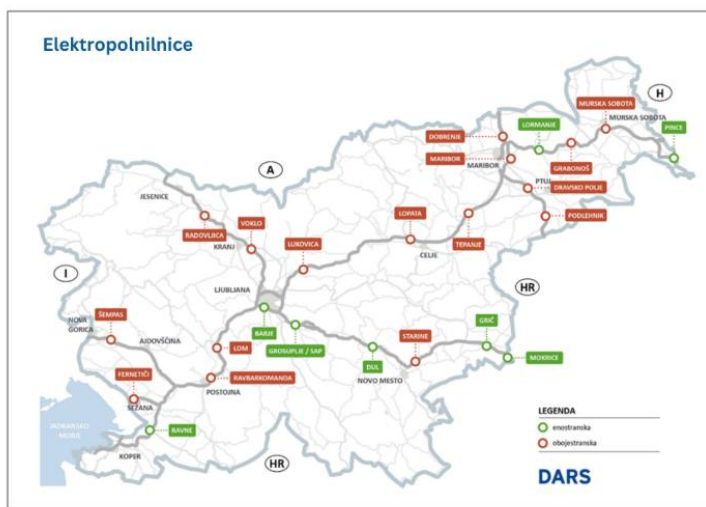 Elektropolnilnice
H
MURSKA SOBOTA
LORMANJE
MURSKA SOBOTA
PINCE
DOBRENJE
MARIBOR
MARIBOR
GRABONOŠ
PTUJ
DRAVSKO POLJE
A
JESENICE
LOPATA
PODLEHNIK
VOKLO
RADOVLJICA
KRANJ
LUKOVICA
CELJE
TEPANJE
I
LJUBLJANA
HR
ŠEMPAS
NOVA
GORICA
AJDOVŠČINA
BARJE
GROSUPLJE / SAP
GRIČ
STARINE
LOM
DUL
MOKRICE
NOVO MESTO
FERNETIČI
RAVBARKOMANDA
POSTOJNA
SEŽANA
JADRANSKO
MORJE
RAVNE
KOPER
HR
LEGENDA
enostranska
obojestranska
DARS